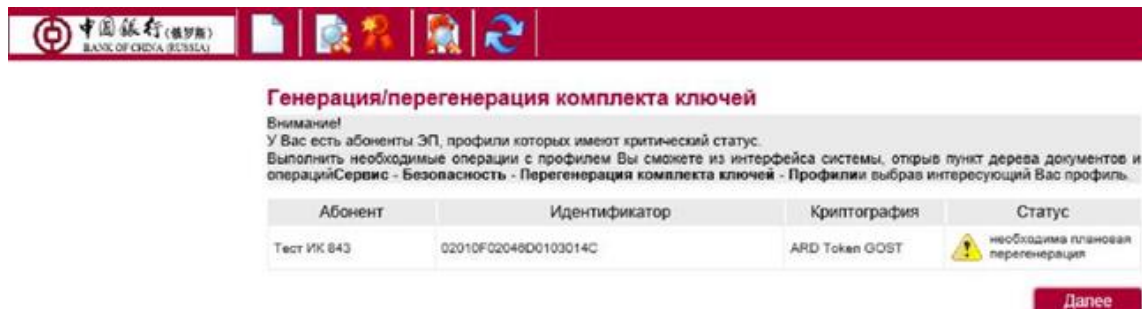 中国银行(俄罗斯)
BANK OF CHINA (RUSSIA)
Генерация/перегенерация комплекта ключей
Внимание!
У Вас есть абоненты ЭП, профили которых имеют критический статус.
Выполнить необходимые операции с профилем Вы сможете из интерфейса системы, открыв пункт дерева документов и
операцийСервис - Безопасность - Перегенерация комплекта ключей - Профилии выбрав интересующий Вас профиль.
Абонент Идентификатор Криптография Статус
Тест ИК 843 02010F02046D0103014C ARD Token GOST необходима плановая
перегенерация
Далее